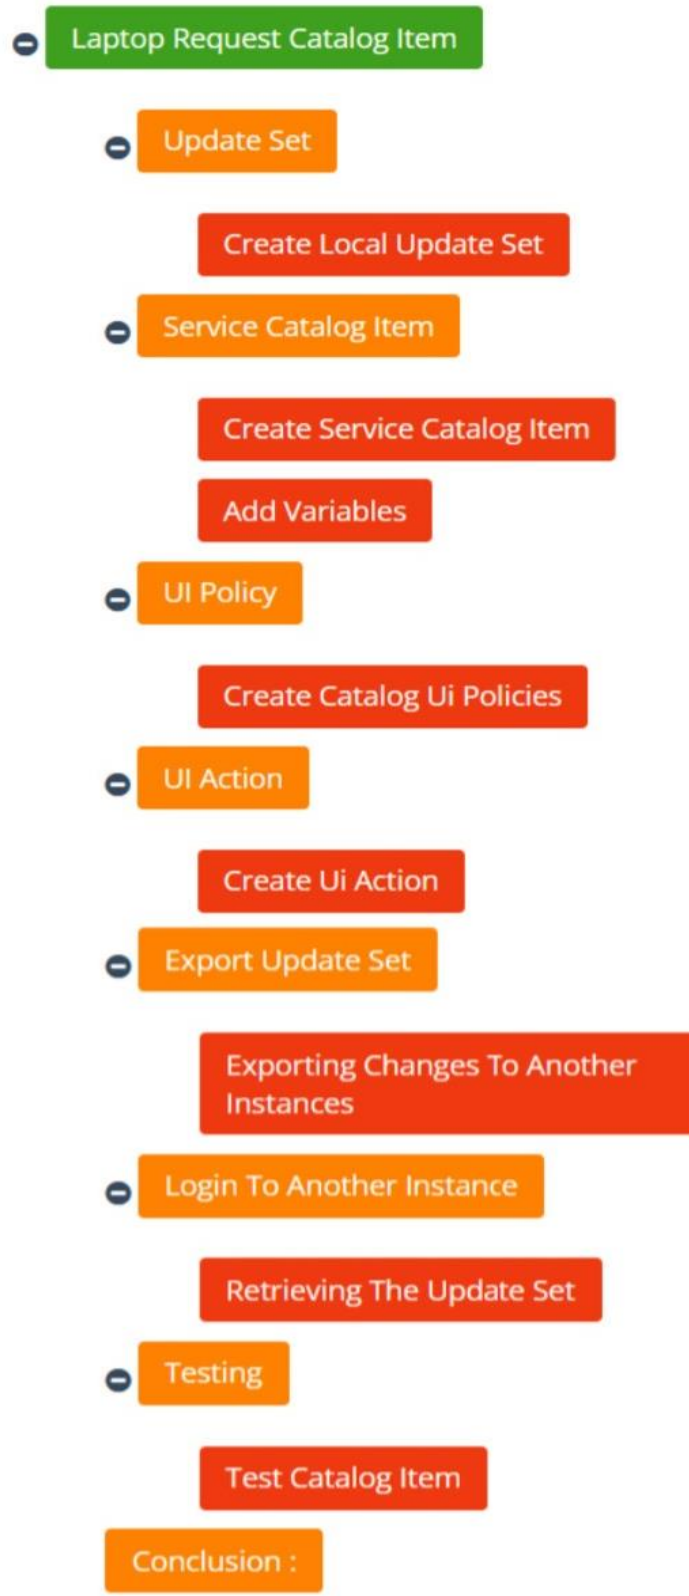 Laptop Request Catalog Item
Update Set
Create Local Update Set
Service Catalog Item
Create Service Catalog Item
Add Variables
UI Policy
Create Catalog Ui Policies
UI Action
Create Ui Action
Export Update Set
Exporting Changes To Another
Instances
Login To Another Instance
Retrieving The Update Set
Testing
Test Catalog Item
Conclusion :